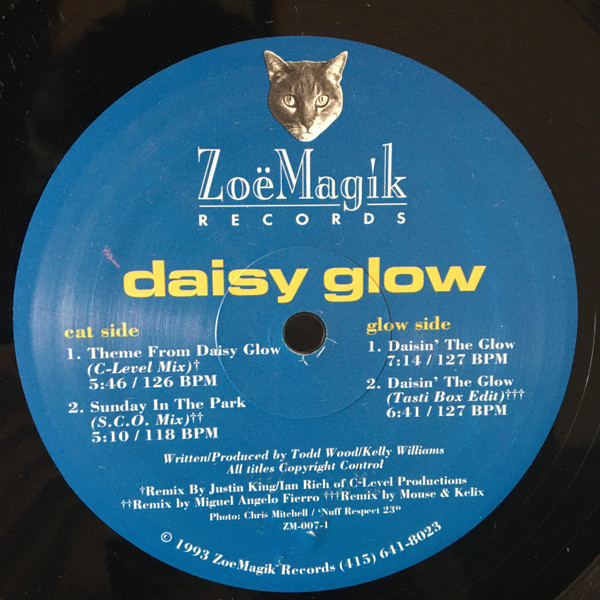 ZoëMagik
RECORDS
daisy glow
cat side
1. Theme From Daisy Glow
(C-Level Mix)†
5:46 / 126 BPM
2. Sunday In The Park
(S.C.O. Mix)††
5:10 / 118 BPM
glow side
1. Daisin' The Glow
7:14 / 127 BPM
2. Daisin' The Glow
(Tasti Box Edit)†††
6:41 / 127 BPM
Written/Produced by Todd Wood/Kelly Williams
All titles Copyright Control
†Remix By Justin King/Ian Rich of C-Level Productions
††Remix by Miguel Angelo Fierro †††Remix by Mouse & Kelix
Photo: Chris Mitchell / 'Nuff Respect 23°
ZM-007-1
© 1993 ZoeMagik Records (415) 641-8023